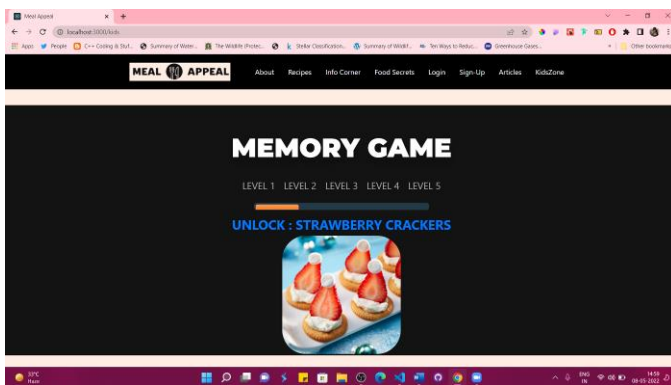 Meal Appeal
localhost:3000/kids
Apps People C++ Coding & Stuf... Summary of Water... The Wildlife (Protec... Stellar Classification... Summary of Wildlif... Ten Ways to Reduc... Greenhouse Gases... Other bookmarks
MEAL APPEAL About Recipes Info Corner Food Secrets Login Sign-Up Articles KidsZone
MEMORY GAME
LEVEL 1 LEVEL 2 LEVEL 3 LEVEL 4 LEVEL 5
UNLOCK : STRAWBERRY CRACKERS
33°C
Haze
ENG
IN
14:59
08-05-2022